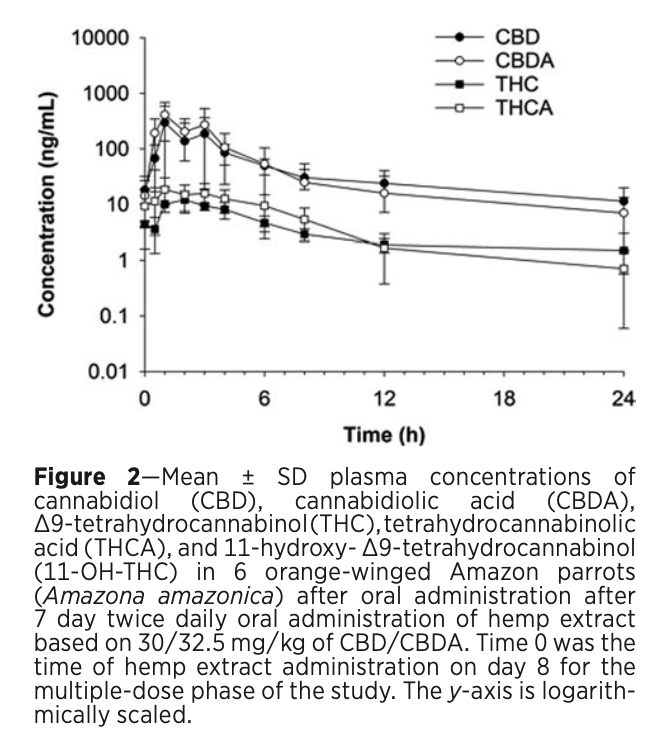 10000
1000
100
10
1
0.1
0.01
Concentration (ng/mL)
CBD
CBDA
THC
THCA
0 6 12 18 24
Time (h)
Figure 2—Mean ± SD plasma concentrations of
cannabidiol (CBD), cannabidiolic acid (CBDA),
Δ9-tetrahydrocannabinol (THC), tetrahydrocannabinolic
acid (THCA), and 11-hydroxy- Δ9-tetrahydrocannabinol
(11-OH-THC) in 6 orange-winged Amazon parrots
(Amazona amazonica) after oral administration after
7 day twice daily oral administration of hemp extract
based on 30/32.5 mg/kg of CBD/CBDA. Time 0 was the
time of hemp extract administration on day 8 for the
multiple-dose phase of the study. The y-axis is logarith-
mically scaled.